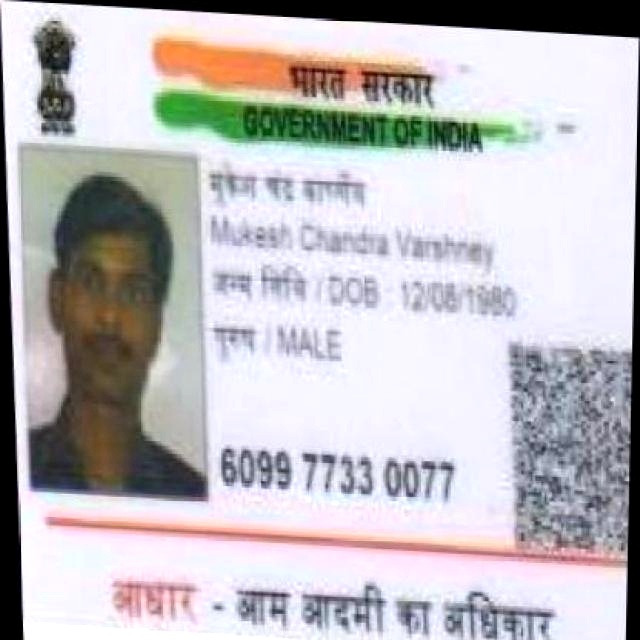 भारत सरकार
GOVERNMENT OF INDIA
मुकेश चंद
Mukesh Chandra Varshney
जन्म तिथि / DOB : 12/08/1980
पुरुष / MALE
6099 7733 0077
आधार - आम आदमी का अधिकार